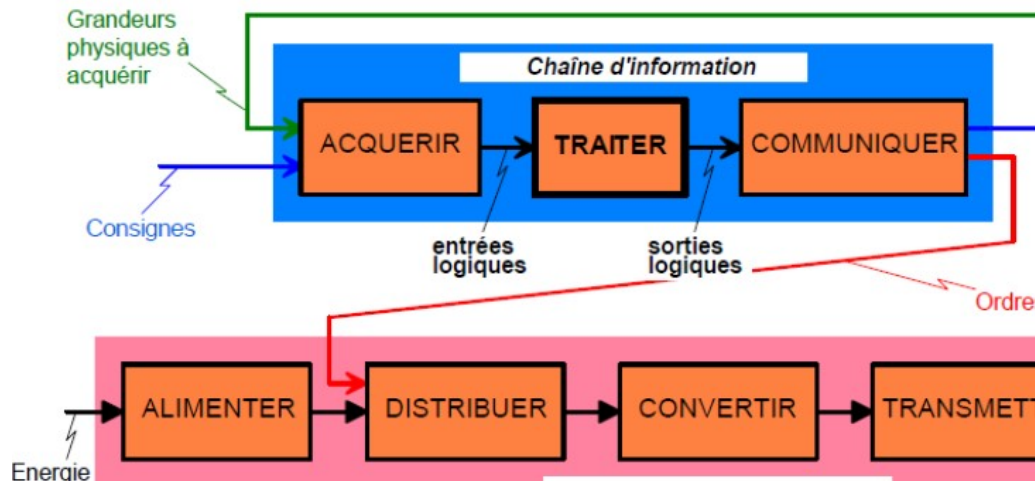 Grandeurs
physiques à
acquérir
Chaîne d'information
ACQUERIR
TRAITER
COMMUNIQUER
Consignes
entrées
logiques
sorties
logiques
Ordre
ALIMENTER
DISTRIBUER
CONVERTIR
TRANSMETT
Energie